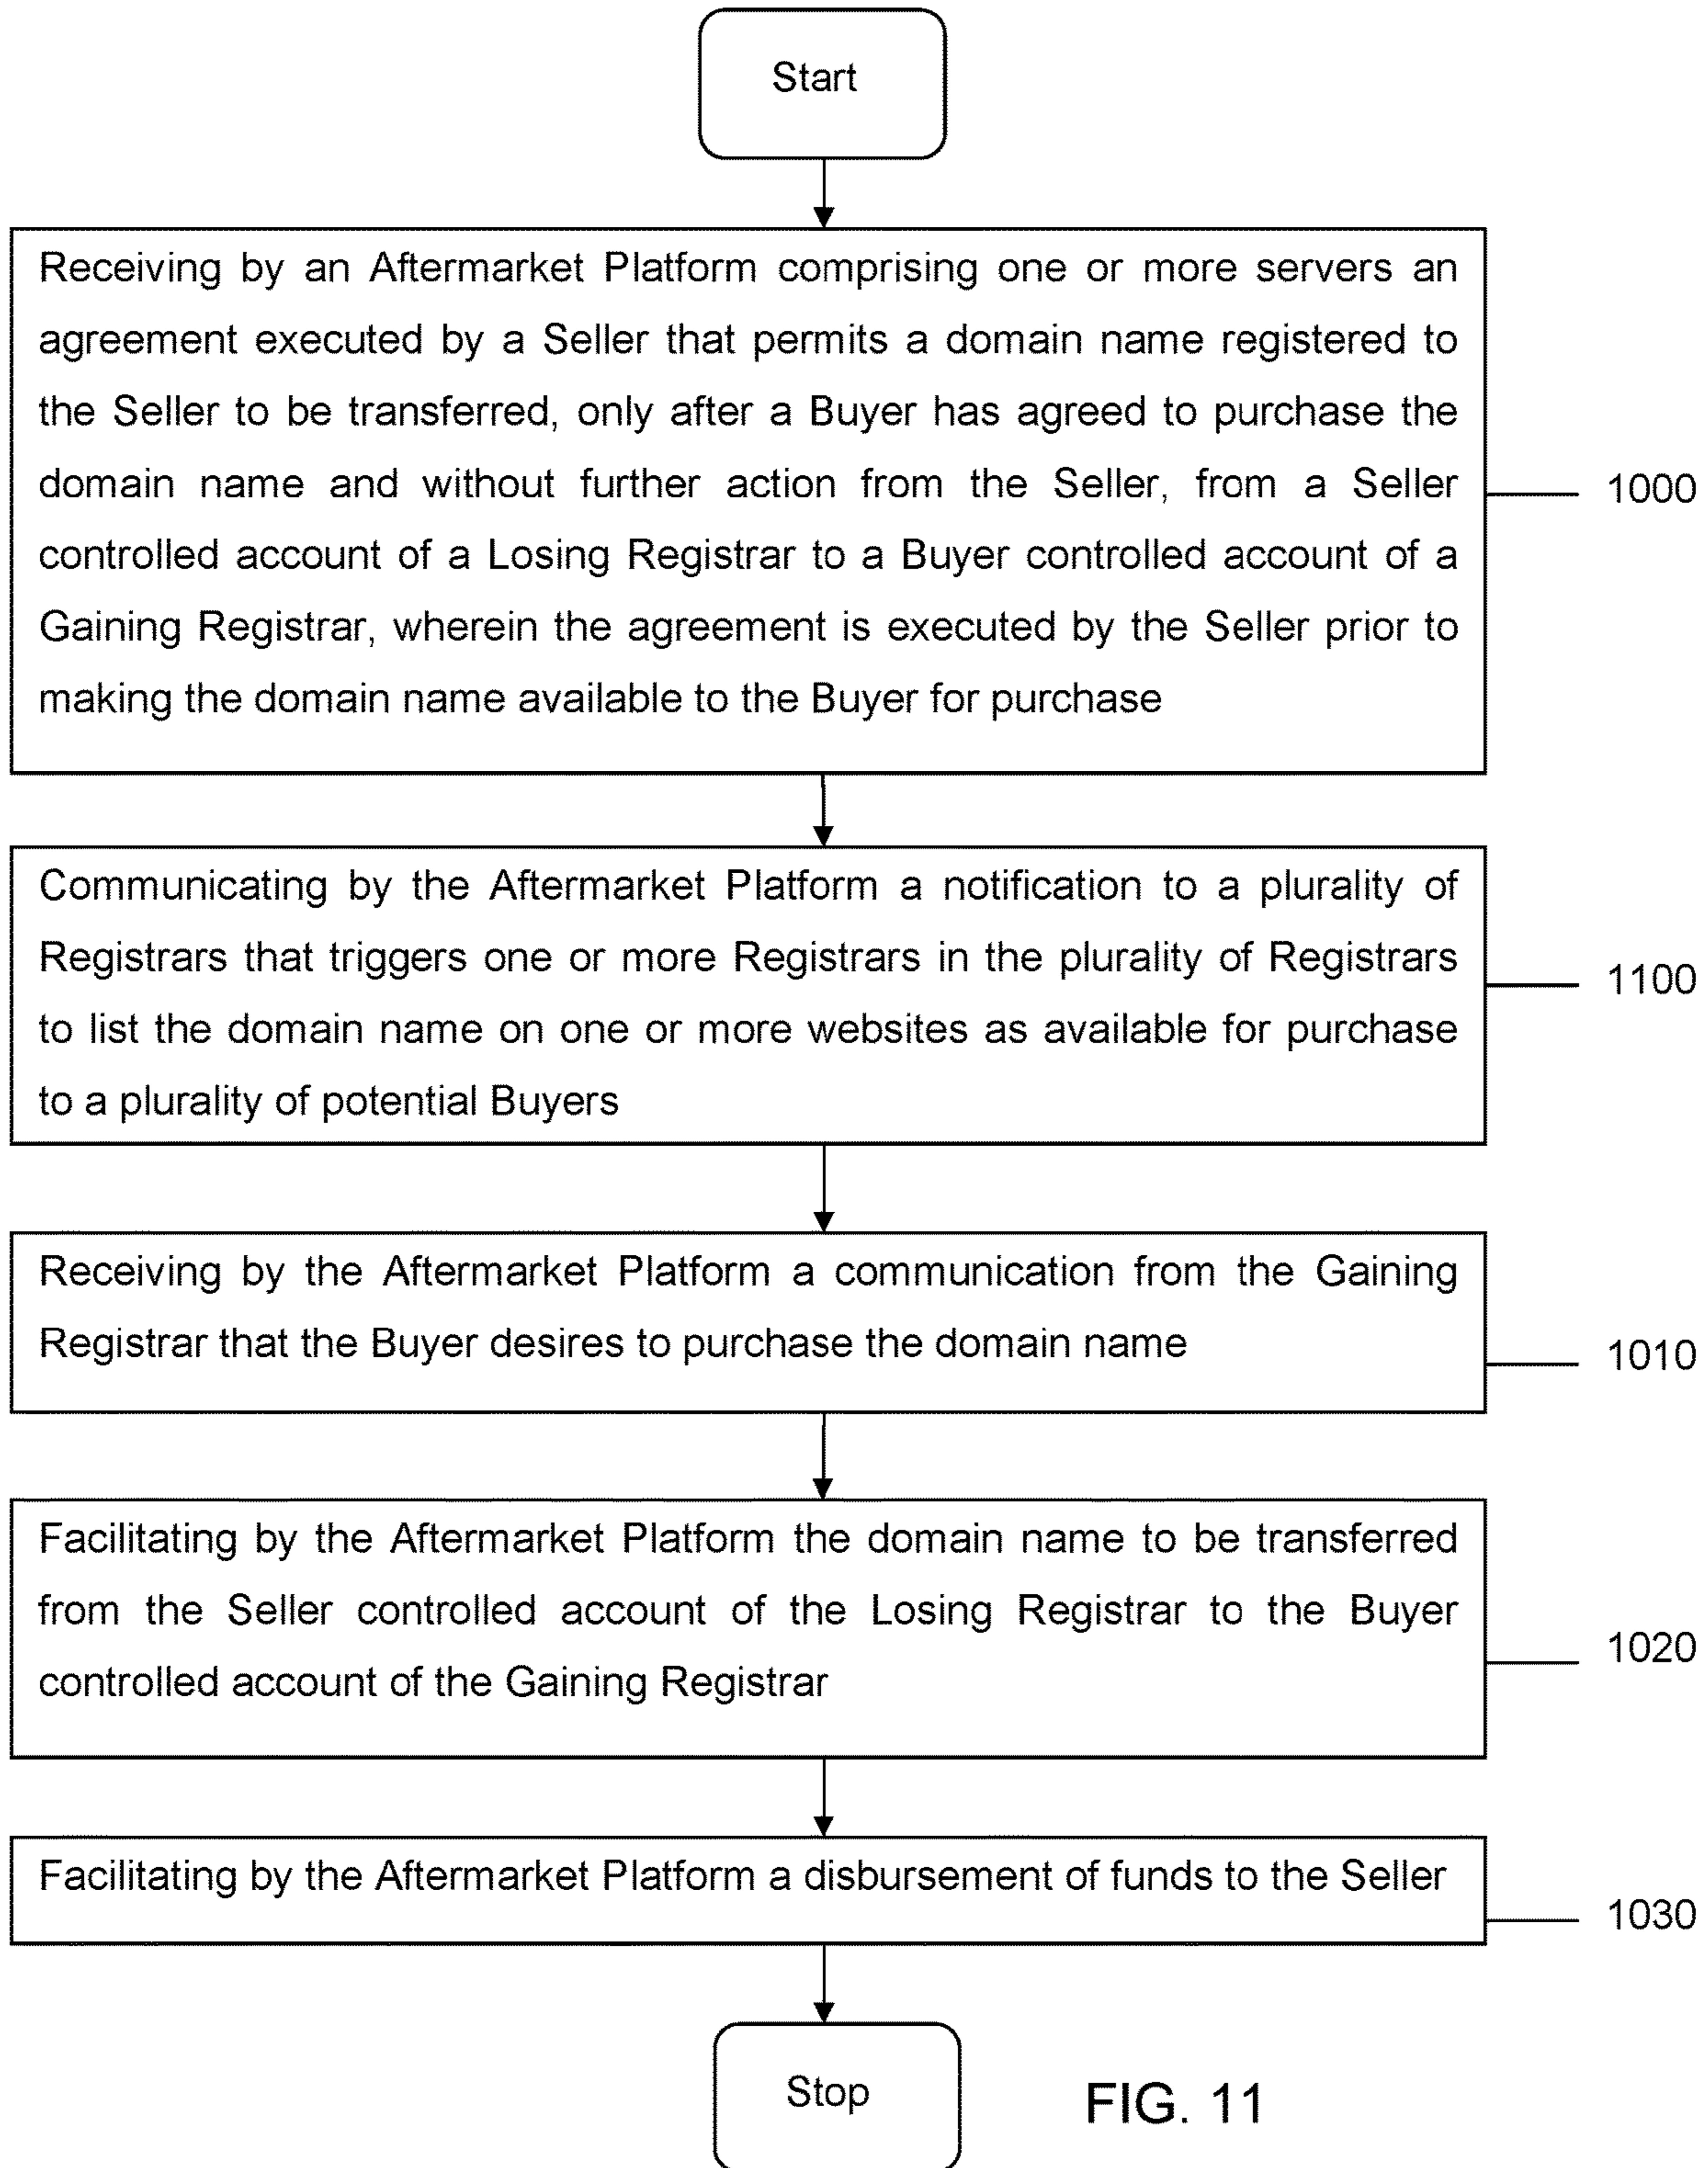 Start
Receiving by an Aftermarket Platform comprising one or more servers an
agreement executed by a Seller that permits a domain name registered to
the Seller to be transferred, only after a Buyer has agreed to purchase the
domain name and without further action from the Seller, from a Seller
controlled account of a Losing Registrar to a Buyer controlled account of a
Gaining Registrar, wherein the agreement is executed by the Seller prior to
making the domain name available to the Buyer for purchase
1000
Communicating by the Aftermarket Platform a notification to a plurality of
Registrars that triggers one or more Registrars in the plurality of Registrars
to list the domain name on one or more websites as available for purchase
to a plurality of potential Buyers
1100
Receiving by the Aftermarket Platform a communication from the Gaining
Registrar that the Buyer desires to purchase the domain name
1010
Facilitating by the Aftermarket Platform the domain name to be transferred
from the Seller controlled account of the Losing Registrar to the Buyer
controlled account of the Gaining Registrar
1020
Facilitating by the Aftermarket Platform a disbursement of funds to the Seller
1030
Stop
FIG. 11